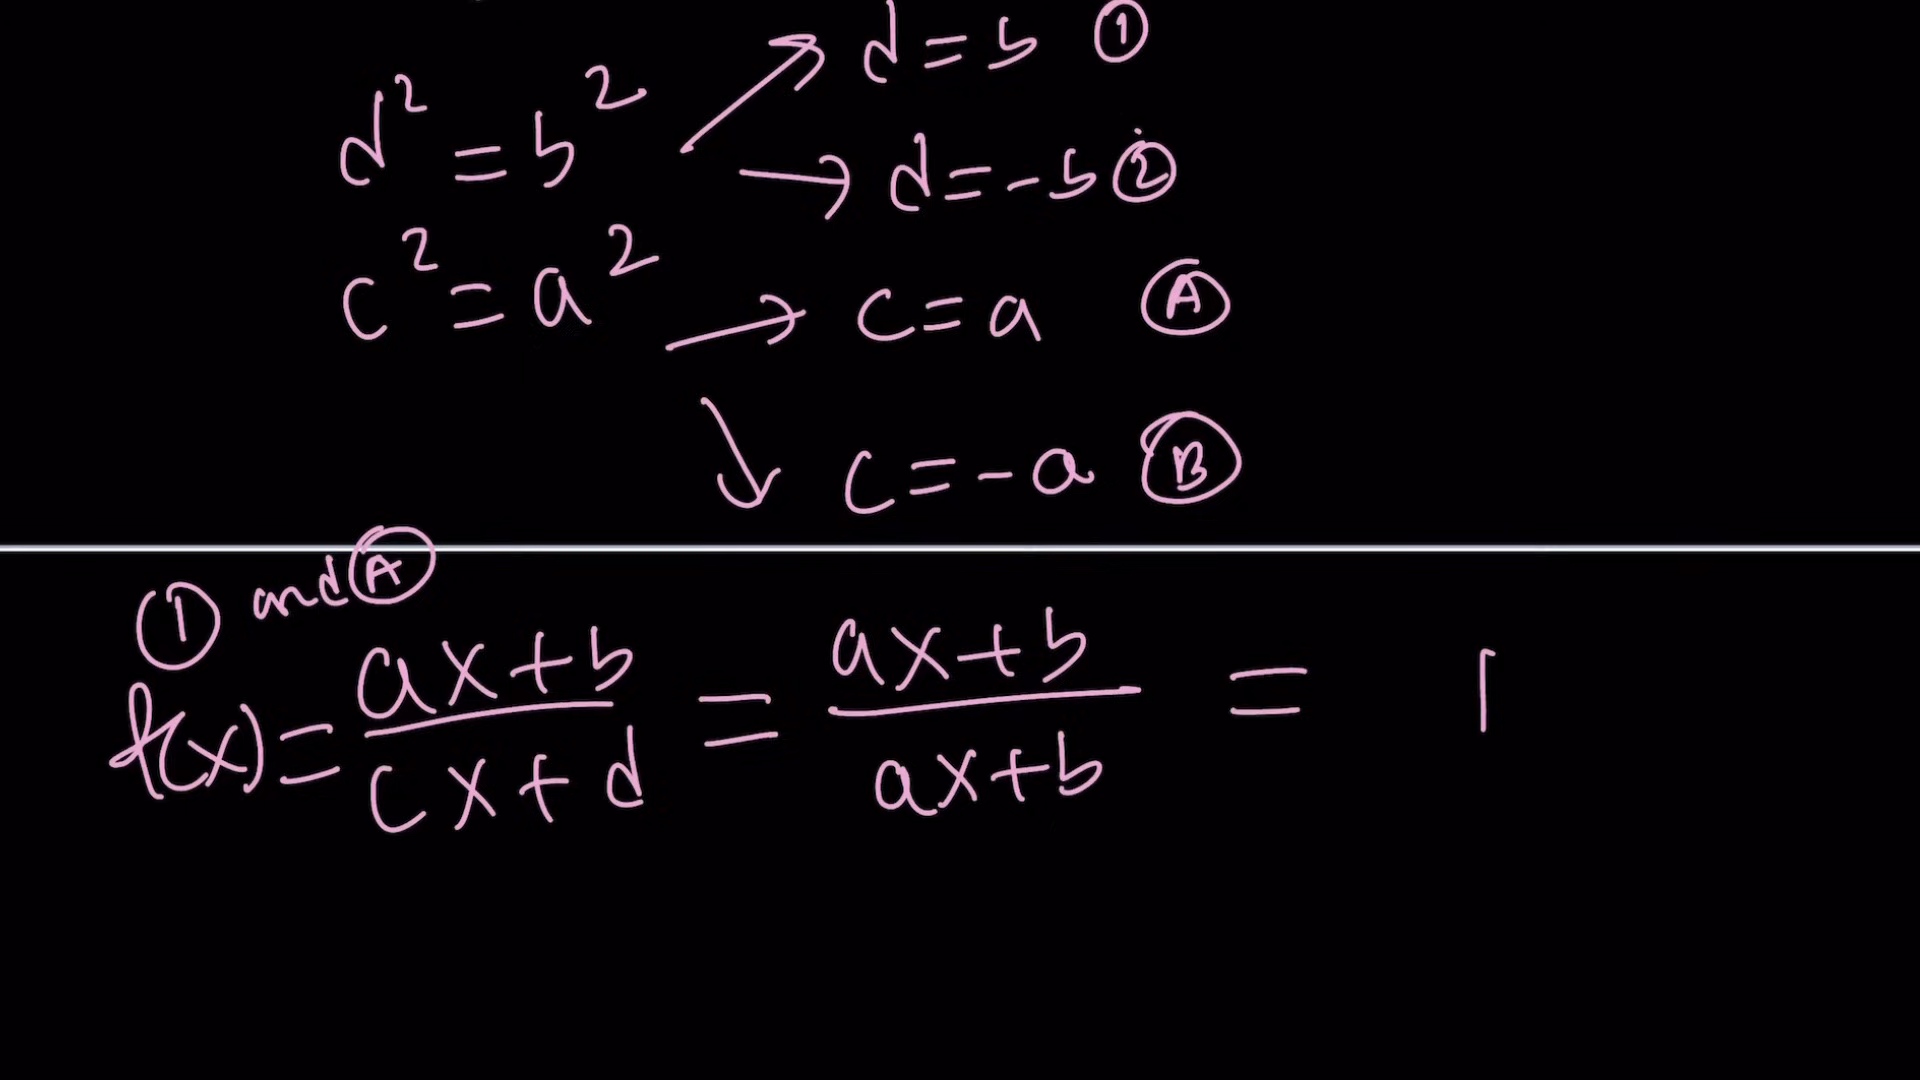 d = b ①
d² = b²
d = -b ②
c² = a²
c = a Ⓐ
c = -a Ⓑ
① and Ⓐ
f(x) = (ax+b)/(cx+d) = (ax+b)/(ax+b) = 1